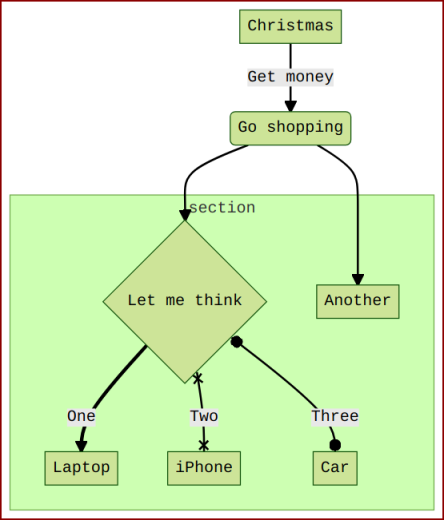 Christmas
Get money
Go shopping
section
Let me think
Another
One
Two
Three
Laptop
iPhone
Car